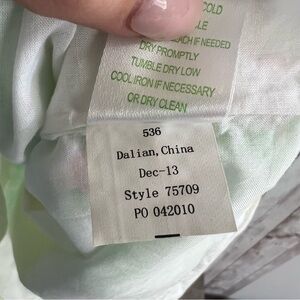 COLD
BLEACH IF NEEDED
DRY PROMPTLY
TUMBLE DRY LOW
COOL IRON IF NECESSARY
OR DRY CLEAN
536
Dalian, China
Dec-13
Style 75709
PO 042010